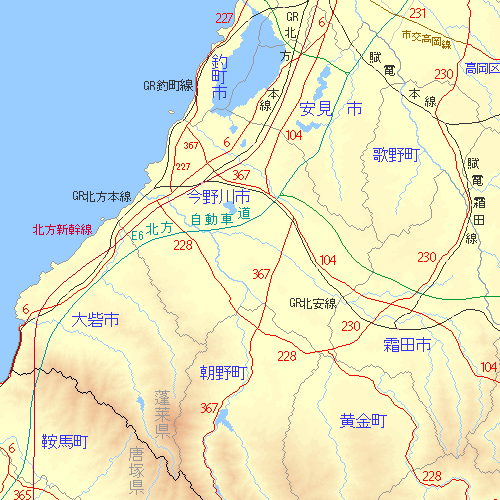 227
GR北方本線
6
231
市交高岡線
高岡区
230
賦電本線
釣町市
GR釣町線
安見市
104
6
367
227
歌野町
367
賦電霜田線
GR北方本線
今野川市
自動車道
北方
E6
北方新幹線
228
104
230
367
6
GR北安線
大砦市
230
霜田市
228
104
朝野町
蓬莱県
367
黄金町
鞍馬町
6
唐塚県
228
365